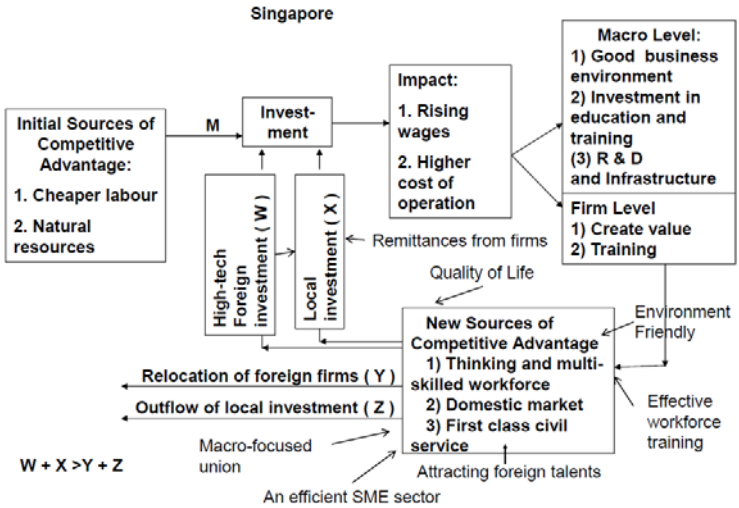 Singapore
Initial Sources of
Competitive
Advantage:
1. Cheaper labour
2. Natural
resources
M
Invest-
ment
Impact:
1. Rising
wages
2. Higher
cost of
operation
Macro Level:
1) Good business
environment
2) Investment in
education and
training
(3) R & D
and Infrastructure
Firm Level
1) Create value
2) Training
High-tech
Foreign
investment ( W )
Local
investment ( X )
Remittances from firms
Quality of Life
Environment
Friendly
New Sources of
Competitive Advantage
1) Thinking and multi-
skilled workforce
2) Domestic market
3) First class civil
service
Relocation of foreign firms ( Y )
Outflow of local investment ( Z )
Effective
workforce
training
Macro-focused
union
Attracting foreign talents
W + X >Y + Z
An efficient SME sector